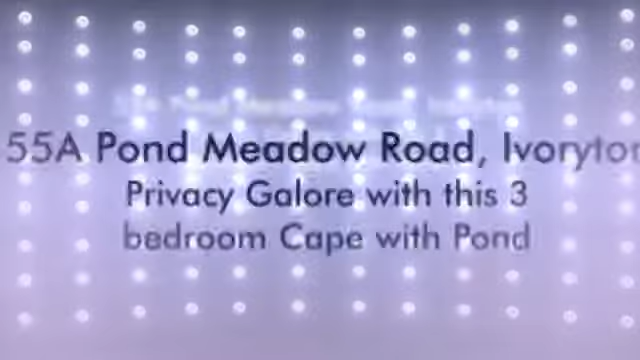 55A Pond Meadow Road, Ivoryton
Privacy Galore with this 3
bedroom Cape with Pond